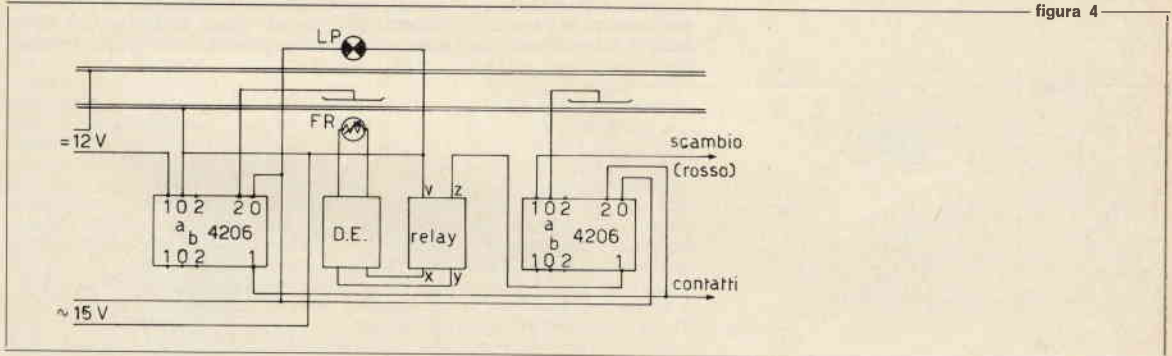 figura 4
LP
FR
=12 V
scambio
(rosso)
v z
1 0 2 2 0
a
b 4206
1 0 2 1
D.E.
relay
x y
1 0 2 2 0
a
b 4206
1 0 2 1
contatti
~ 15 V